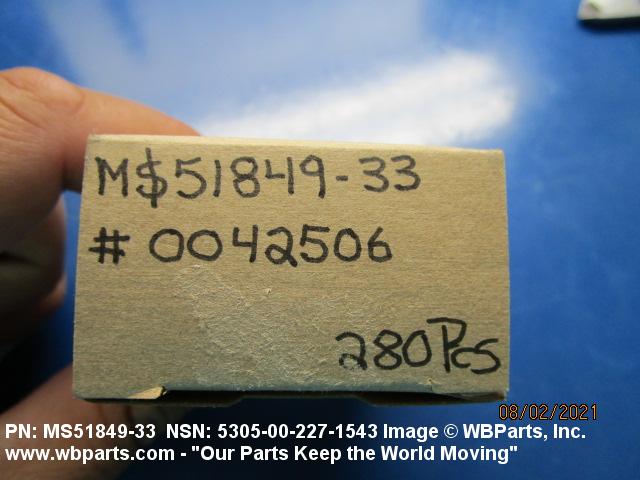 M$51849-33
# 0042506
280 Pcs
08/02/2021
PN: MS51849-33 NSN: 5305-00-227-1543 Image © WBParts, Inc.
www.wbparts.com - "Our Parts Keep the World Moving"